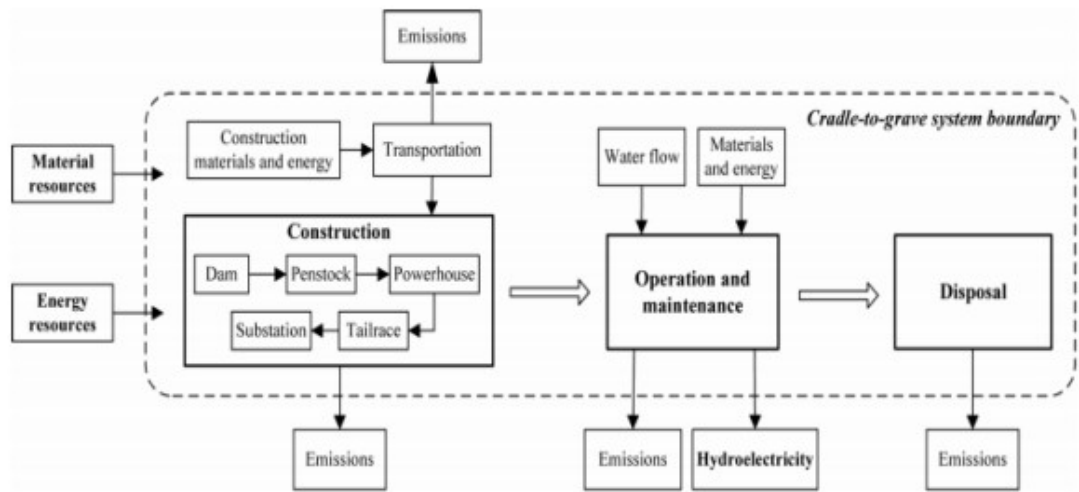 Emissions
Cradle-to-grave system boundary
Construction
materials and energy
Transportation
Water flow
Materials
and energy
Material
resources
Construction
Dam
Penstock
Powerhouse
Substation
Tailrace
Energy
resources
Operation and
maintenance
Disposal
Emissions
Emissions
Hydroelectricity
Emissions